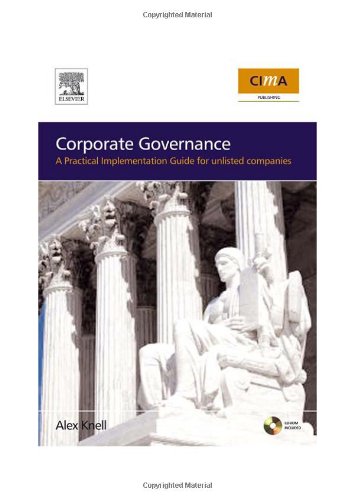 Copyrighted Material
ELSEVIER
CIMA
PUBLISHING
Corporate Governance
A Practical Implementation Guide for unlisted companies
Alex Knell
CD-ROM
INCLUDED
Copyrighted Material